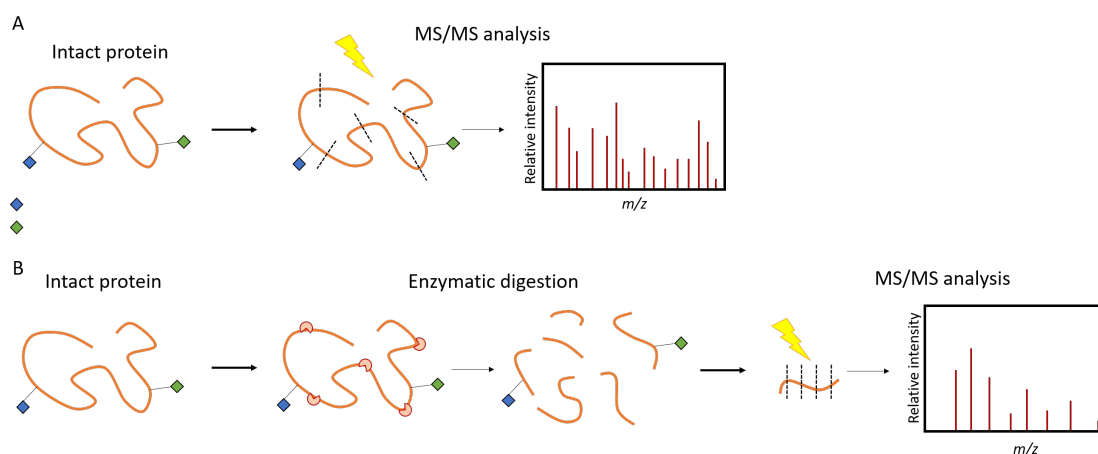 A
Intact protein
MS/MS analysis
Relative intensity
m/z
B
Intact protein
Enzymatic digestion
MS/MS analysis
Relative intensity
m/z